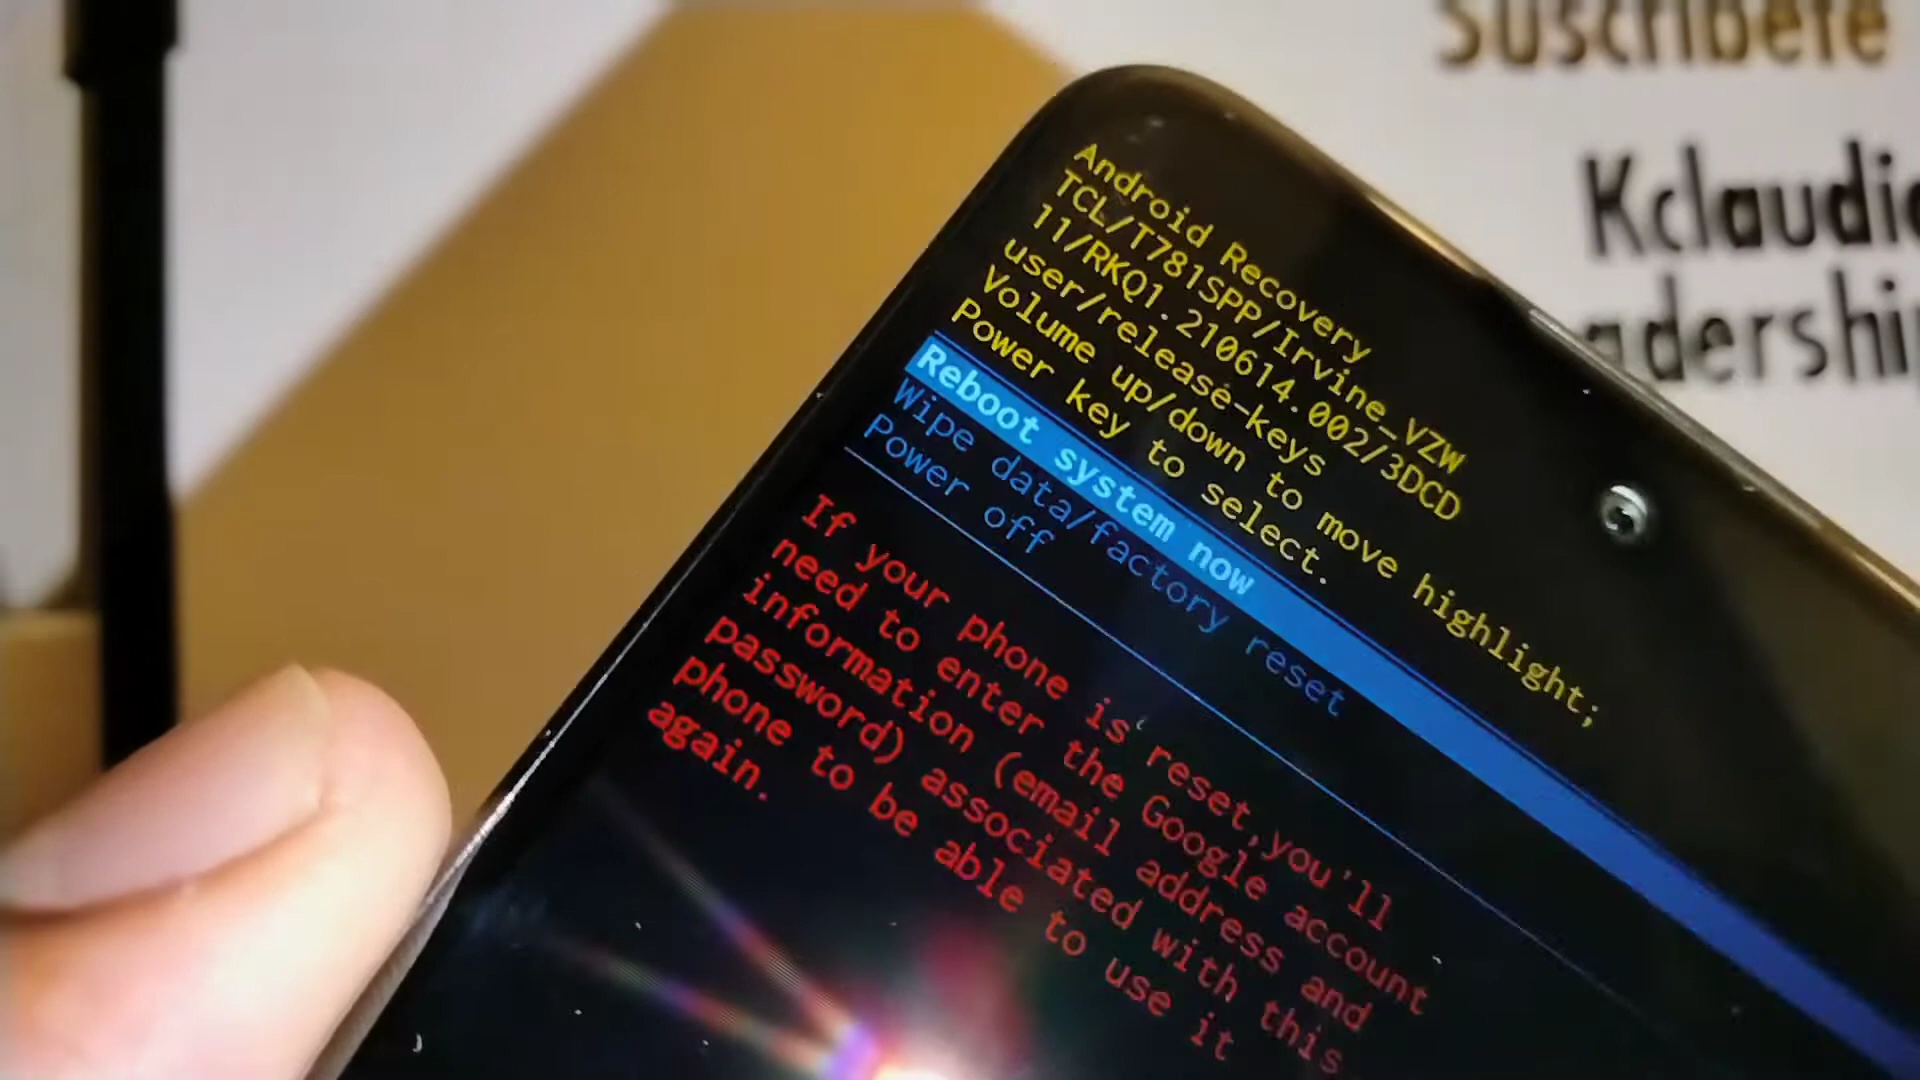 Suscribete
Kclaudio
adership
Android Recovery
TCL/T781SPP/Irvine_VZW
11/RKQ1.210614.002/3DCD
user/release-keys
Volume up/down to move highlight;
Power key to select.
Reboot system now
Wipe data/factory reset
Power off
If your phone is reset,you'll
need to enter the Google account
information (email address and
password) associated with this
phone to be able to use it
again.